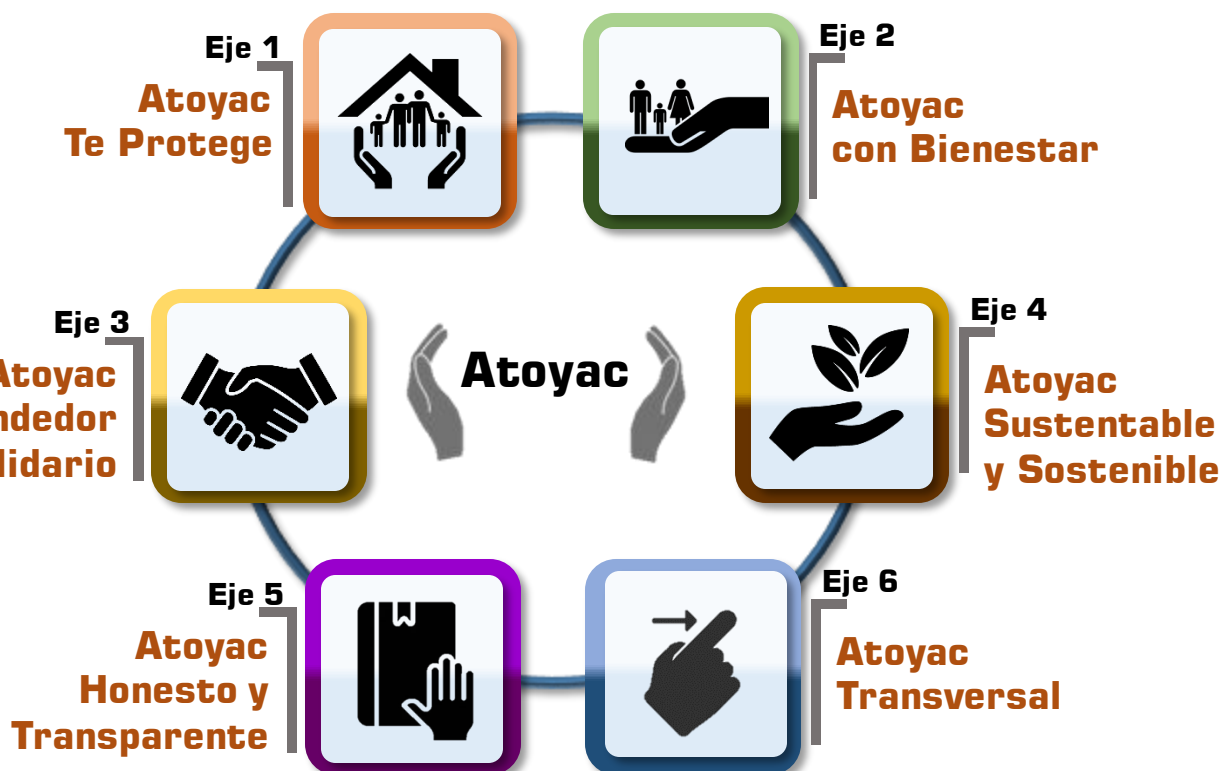 Eje 1
Atoyac
Te Protege
Eje 2
Atoyac
con Bienestar
Eje 3
Atoyac
Atoyac
Eje 4
Atoyac
Sustentable
y Sostenible
Eje 5
Atoyac
Honesto y
Transparente
Eje 6
Atoyac
Transversal